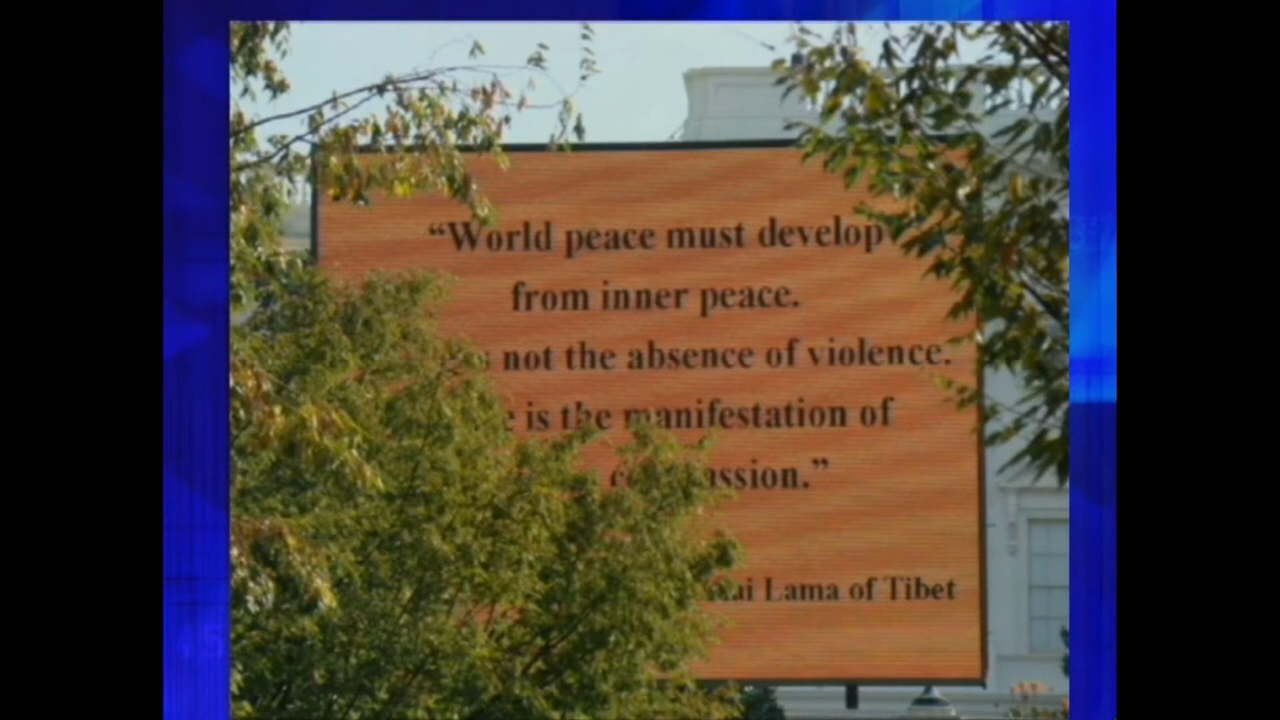 “World peace must develop
from inner peace.
not the absence of violence.
is the manifestation of
Lama of Tibet